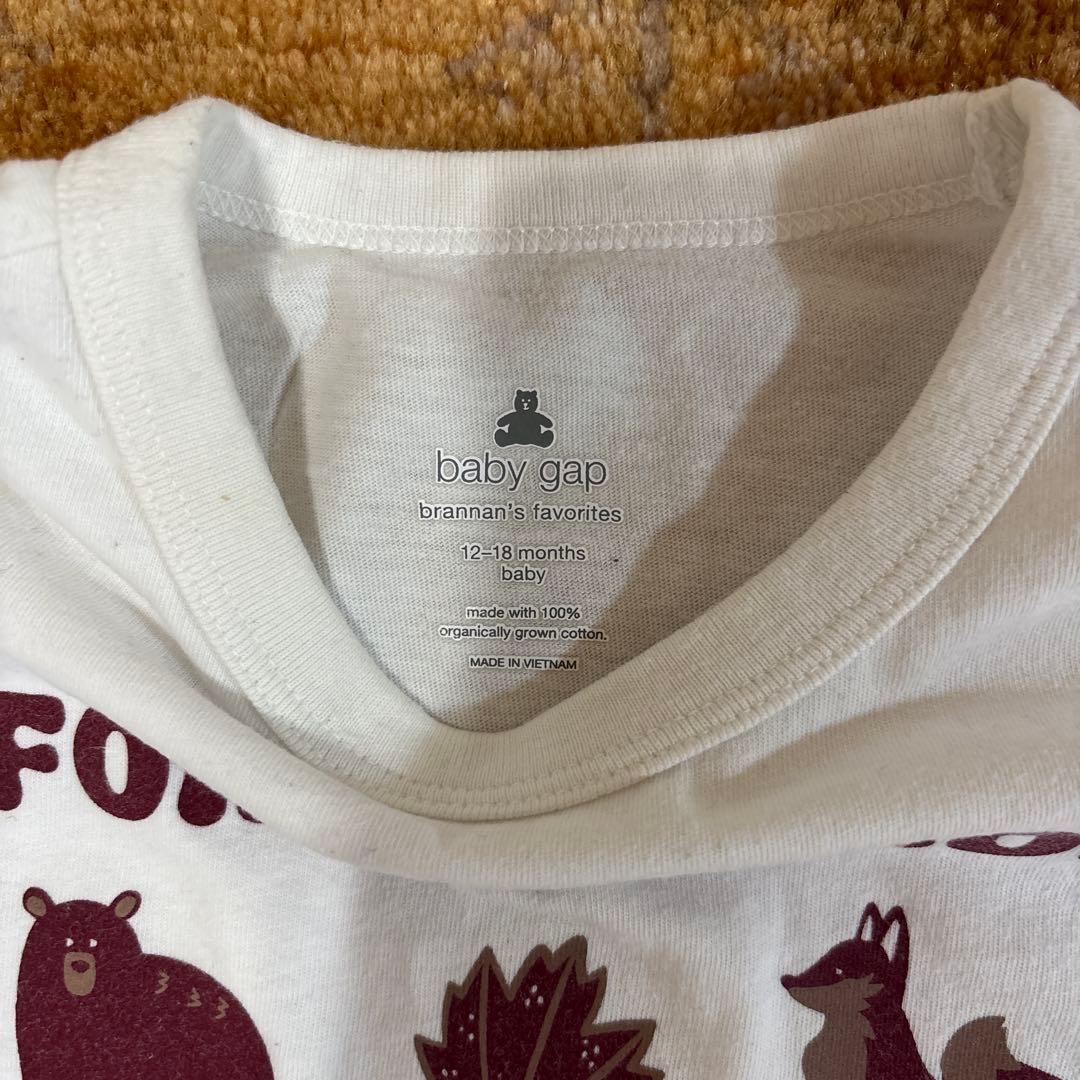 baby gap
brannan's favorites
12–18 months
baby
made with 100%
organically grown cotton.
MADE IN VIETNAM